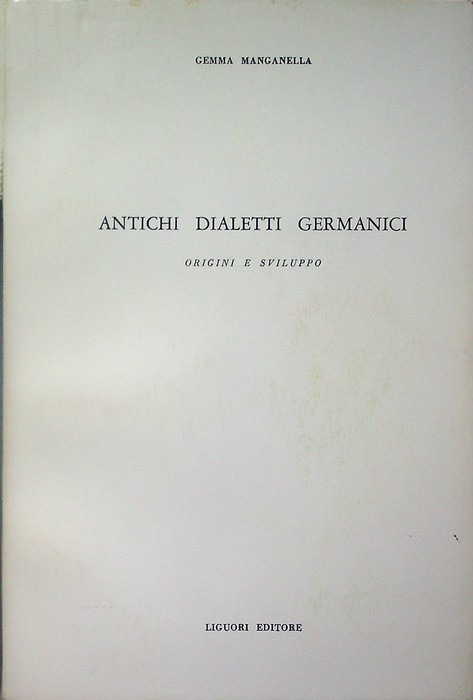 GEMMA MANGANELLA
ANTICHI DIALETTI GERMANICI
ORIGINI E SVILUPPO
LIGUORI EDITORE